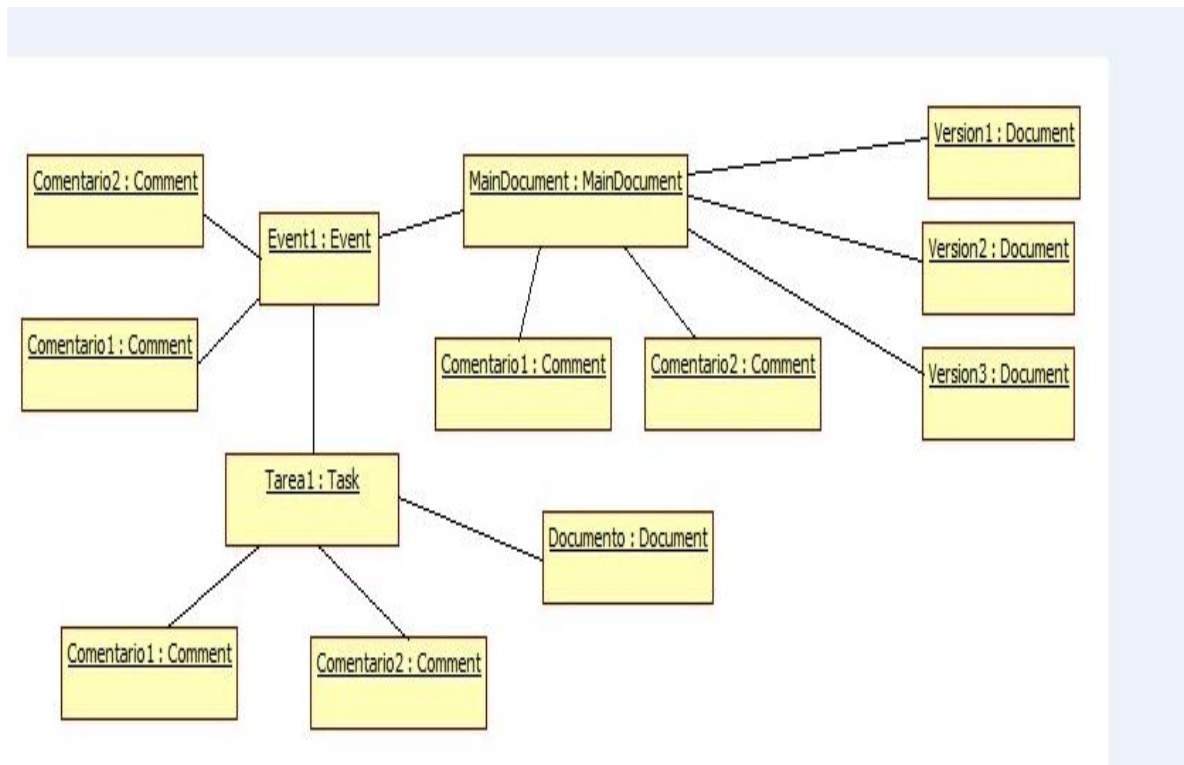 Version1 : Document
Comentario2 : Comment
MainDocument : MainDocument
Event1 : Event
Version2 : Document
Comentario1 : Comment
Comentario1 : Comment
Comentario2 : Comment
Version3 : Document
Tarea1 : Task
Documento : Document
Comentario1 : Comment
Comentario2 : Comment